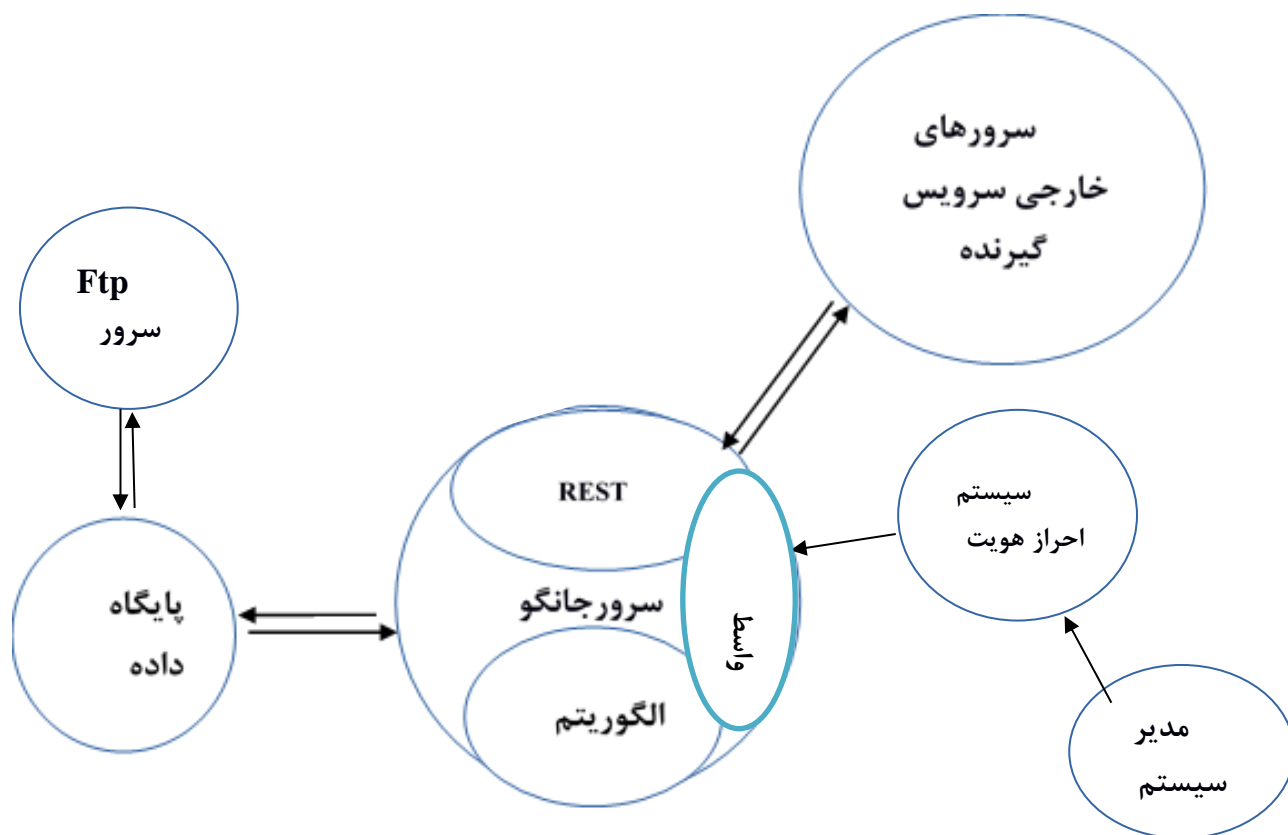 سرورهای
خارجی سرویس
گیرنده
Ftp
سرور
REST
سیستم
احراز هویت
سرورجانگو
واسط
پایگاه
داده
الگوریتم
مدیر
سیستم